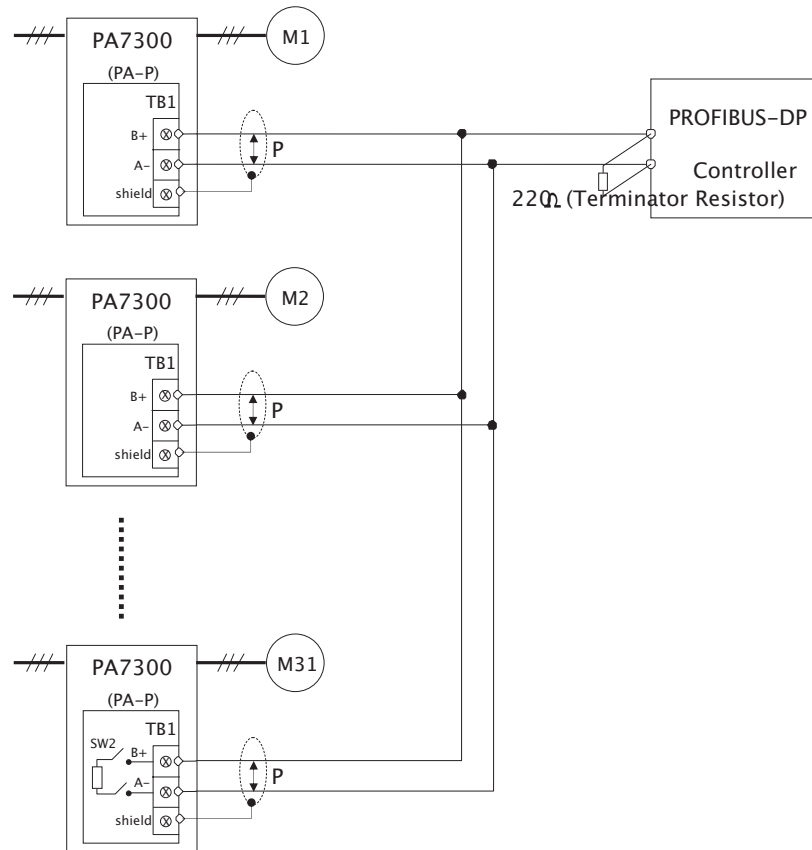 PA7300
(PA-P)
TB1
B+
A-
shield
P
M1
PROFIBUS-DP
Controller
220Ω (Terminator Resistor)
PA7300
(PA-P)
TB1
B+
A-
shield
P
M2
PA7300
(PA-P)
TB1
SW2
B+
A-
shield
P
M31